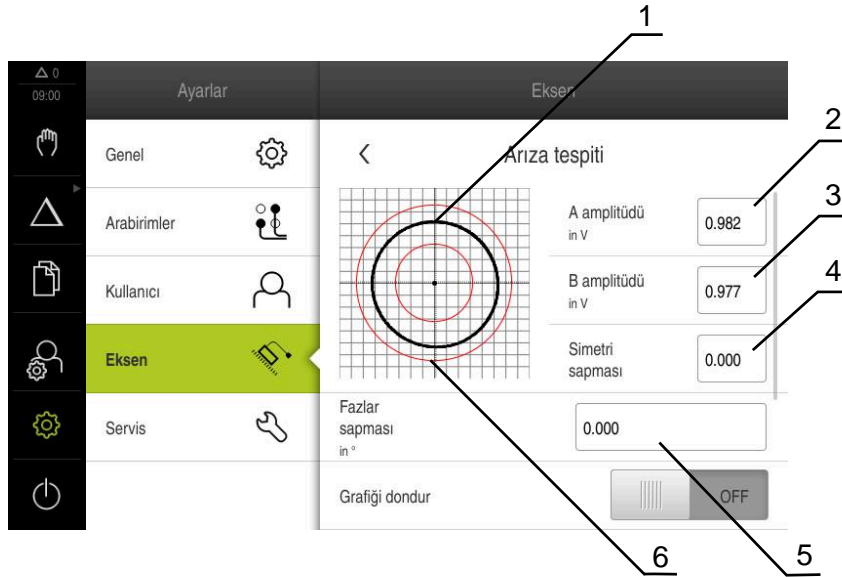 1
△ 0
09:00
Ayarlar
Eksen
2
Genel
Arıza tespiti
3
A amplitüdü
in V
0.982
Arabirimler
4
B amplitüdü
in V
0.977
Kullanıcı
Simetri
sapması
0.000
Eksen
Fazlar
sapması
in °
0.000
Servis
Grafiği dondur
OFF
6
5